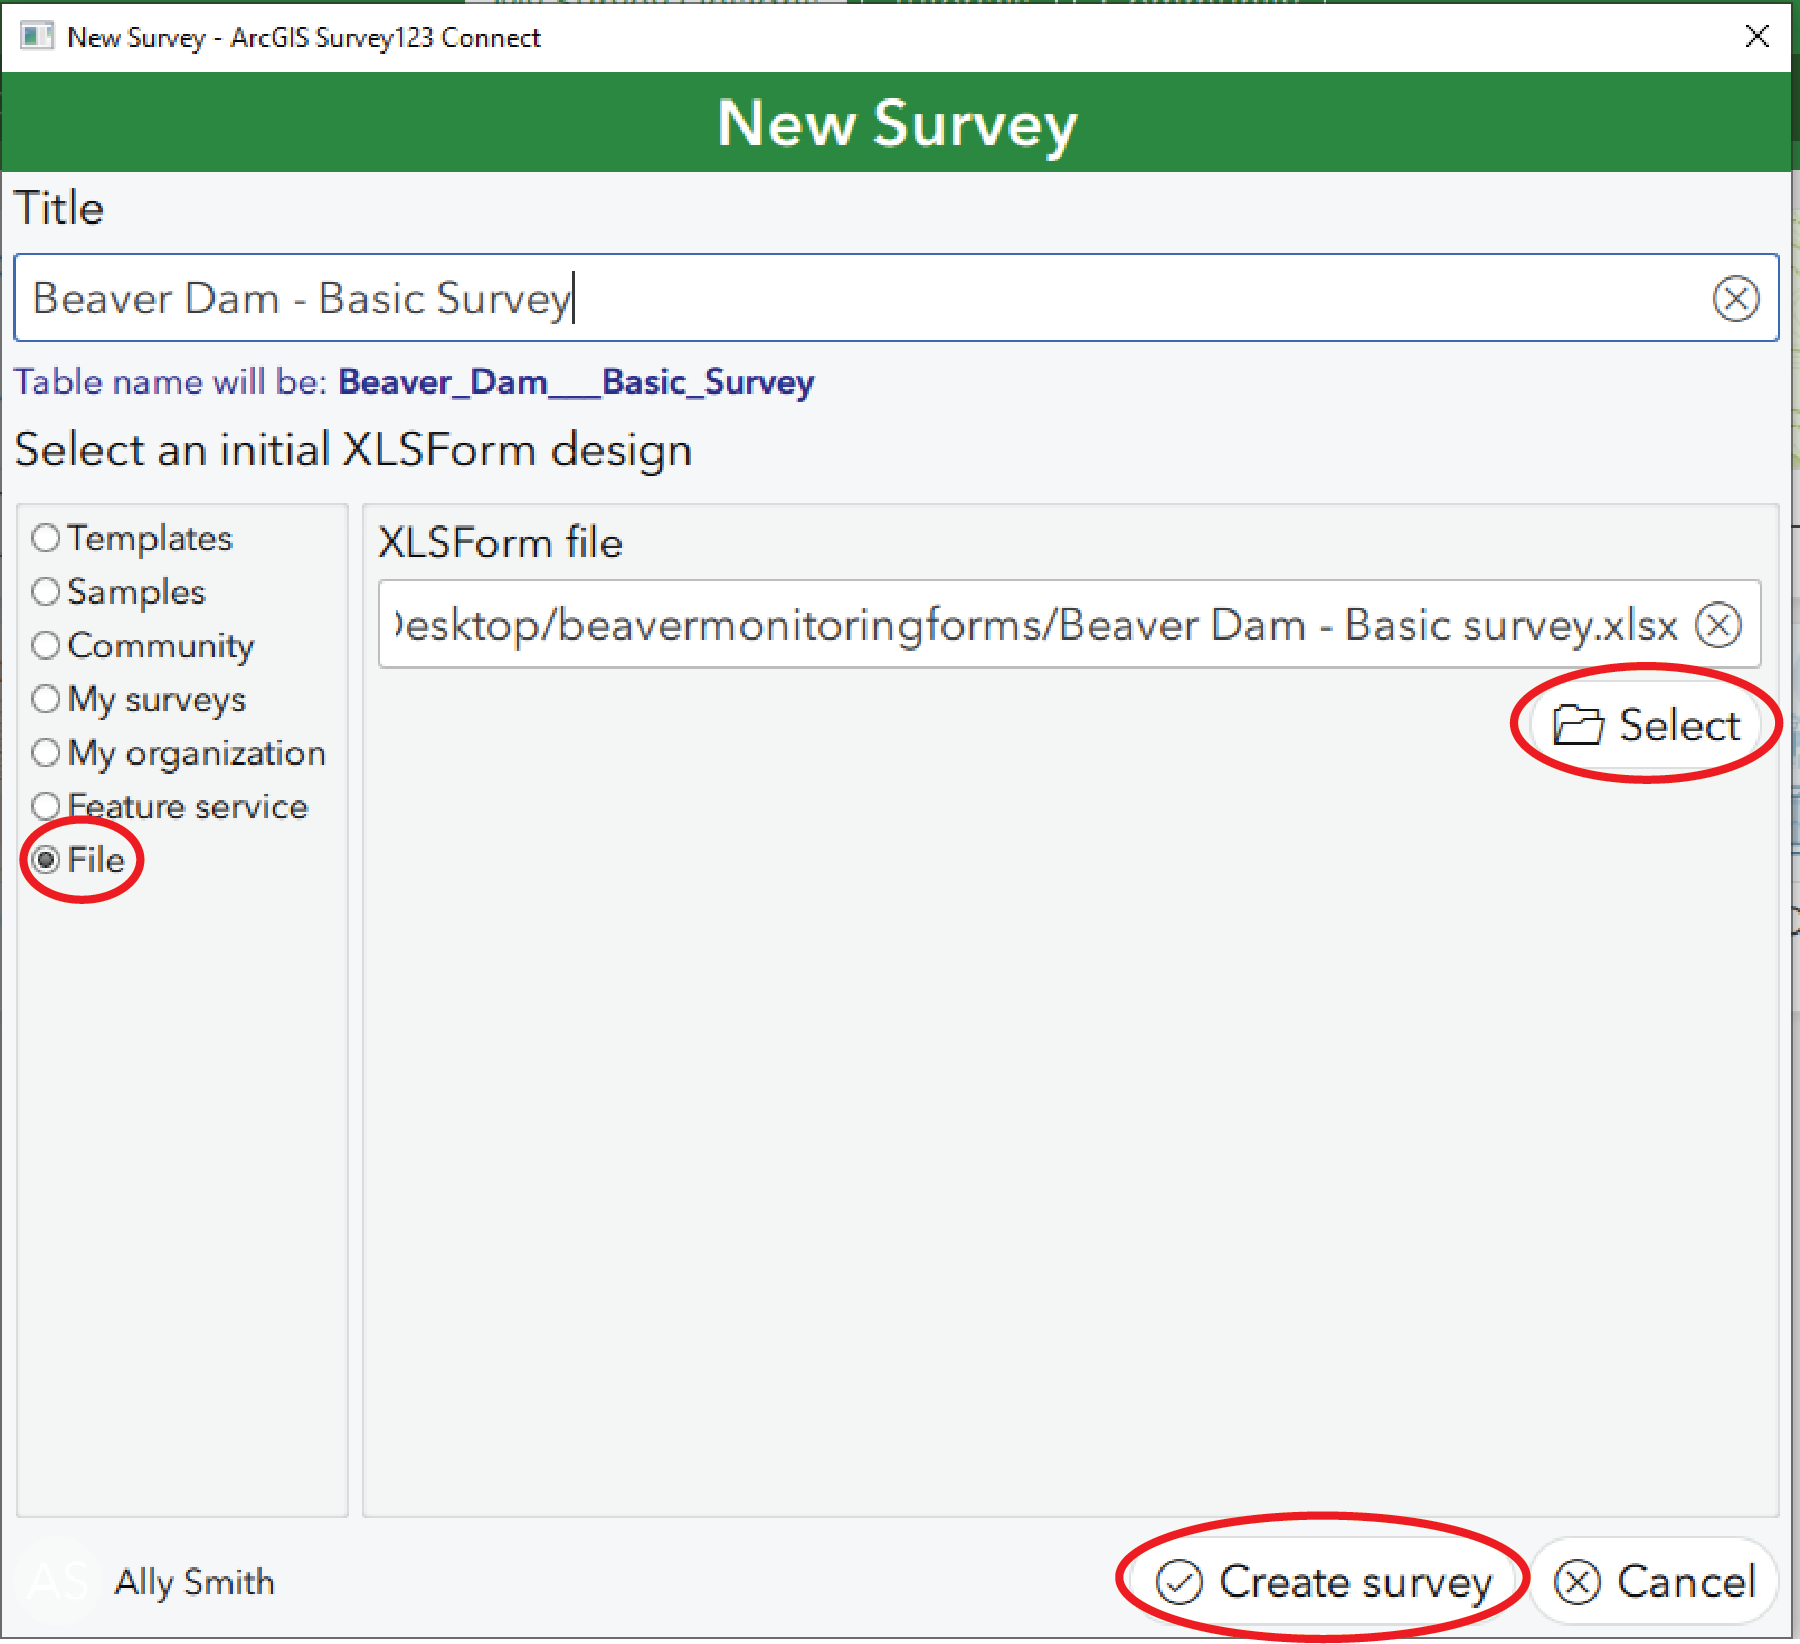 New Survey - ArcGIS Survey123 Connect
New Survey
Title
Beaver Dam - Basic Survey
Table name will be: Beaver_Dam___Basic_Survey
Select an initial XLSForm design
Templates
Samples
Community
My surveys
My organization
Feature service
File
XLSForm file
Desktop/beavermonitoringforms/Beaver Dam - Basic survey.xlsx
Select
AS Ally Smith
Create survey
Cancel